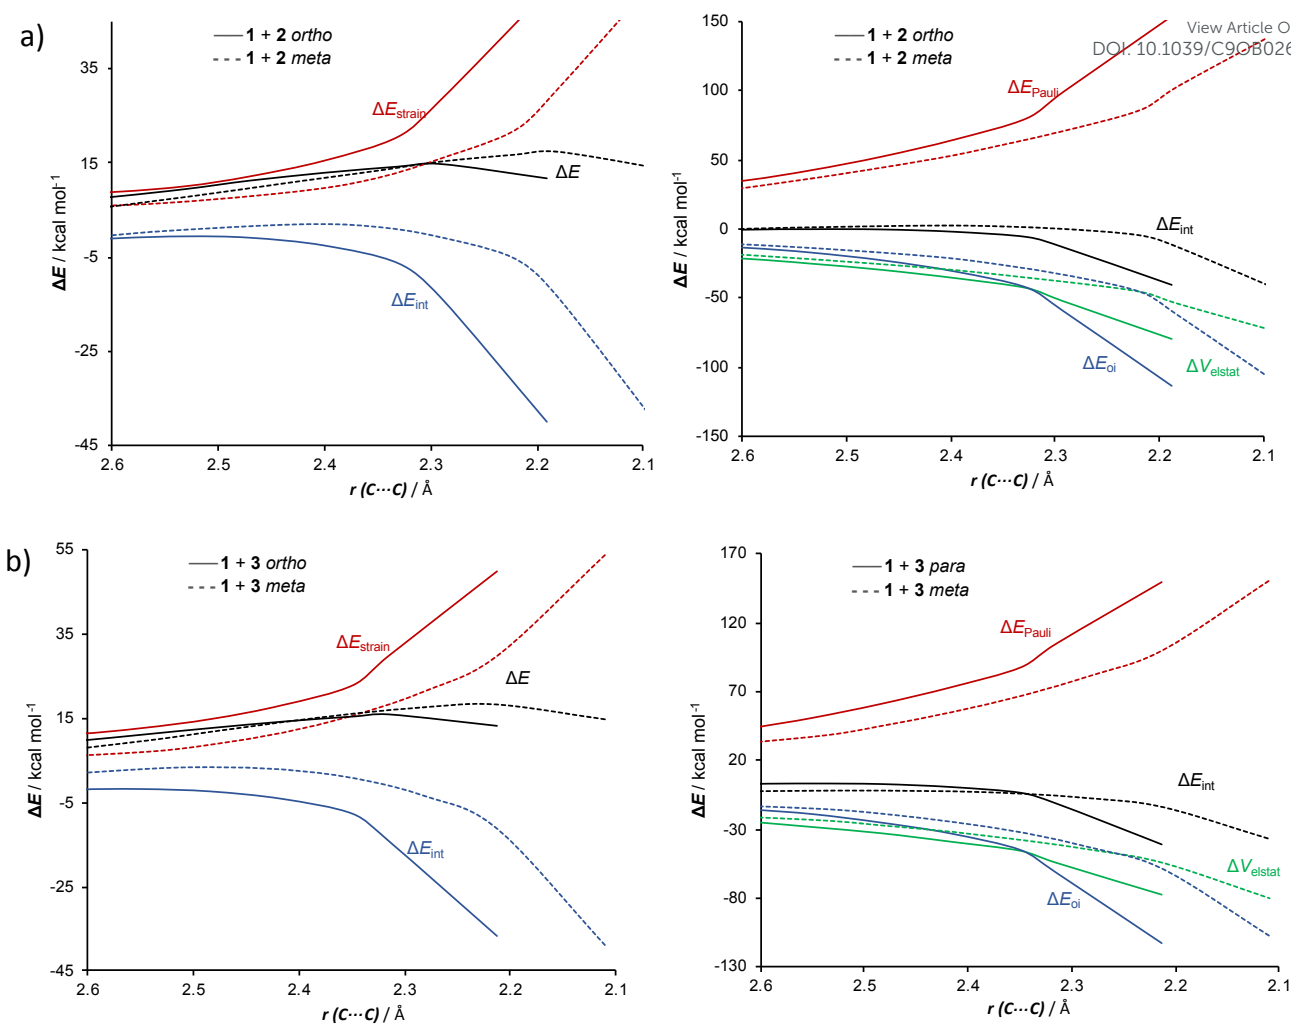 a)
1 + 2 ortho
1 + 2 meta
ΔE / kcal mol-1
35
15
-5
-25
-45
ΔEstrain
ΔE
ΔEint
2.6 2.5 2.4 2.3 2.2 2.1
r (C···C) / Å
View Article O
DOI: 10.1039/C9OB026
1 + 2 ortho
1 + 2 meta
ΔE / kcal mol-1
150
100
50
0
-50
-100
-150
ΔEPauli
ΔEint
ΔEoi
ΔVelstat
2.6 2.5 2.4 2.3 2.2 2.1
r (C···C) / Å
b)
1 + 3 ortho
1 + 3 meta
ΔE / kcal mol-1
55
35
15
-5
-25
-45
ΔEstrain
ΔE
ΔEint
2.6 2.5 2.4 2.3 2.2 2.1
r (C···C) / Å
1 + 3 para
1 + 3 meta
ΔE / kcal mol-1
170
120
70
20
-30
-80
-130
ΔEPauli
ΔEint
ΔVelstat
ΔEoi
2.6 2.5 2.4 2.3 2.2 2.1
r (C···C) / Å